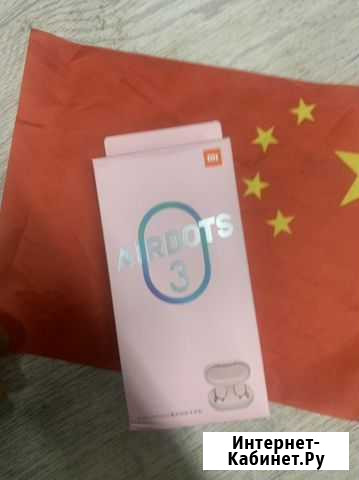 mi
AIRDOTS
3
Интернет-
Кабинет.Ру